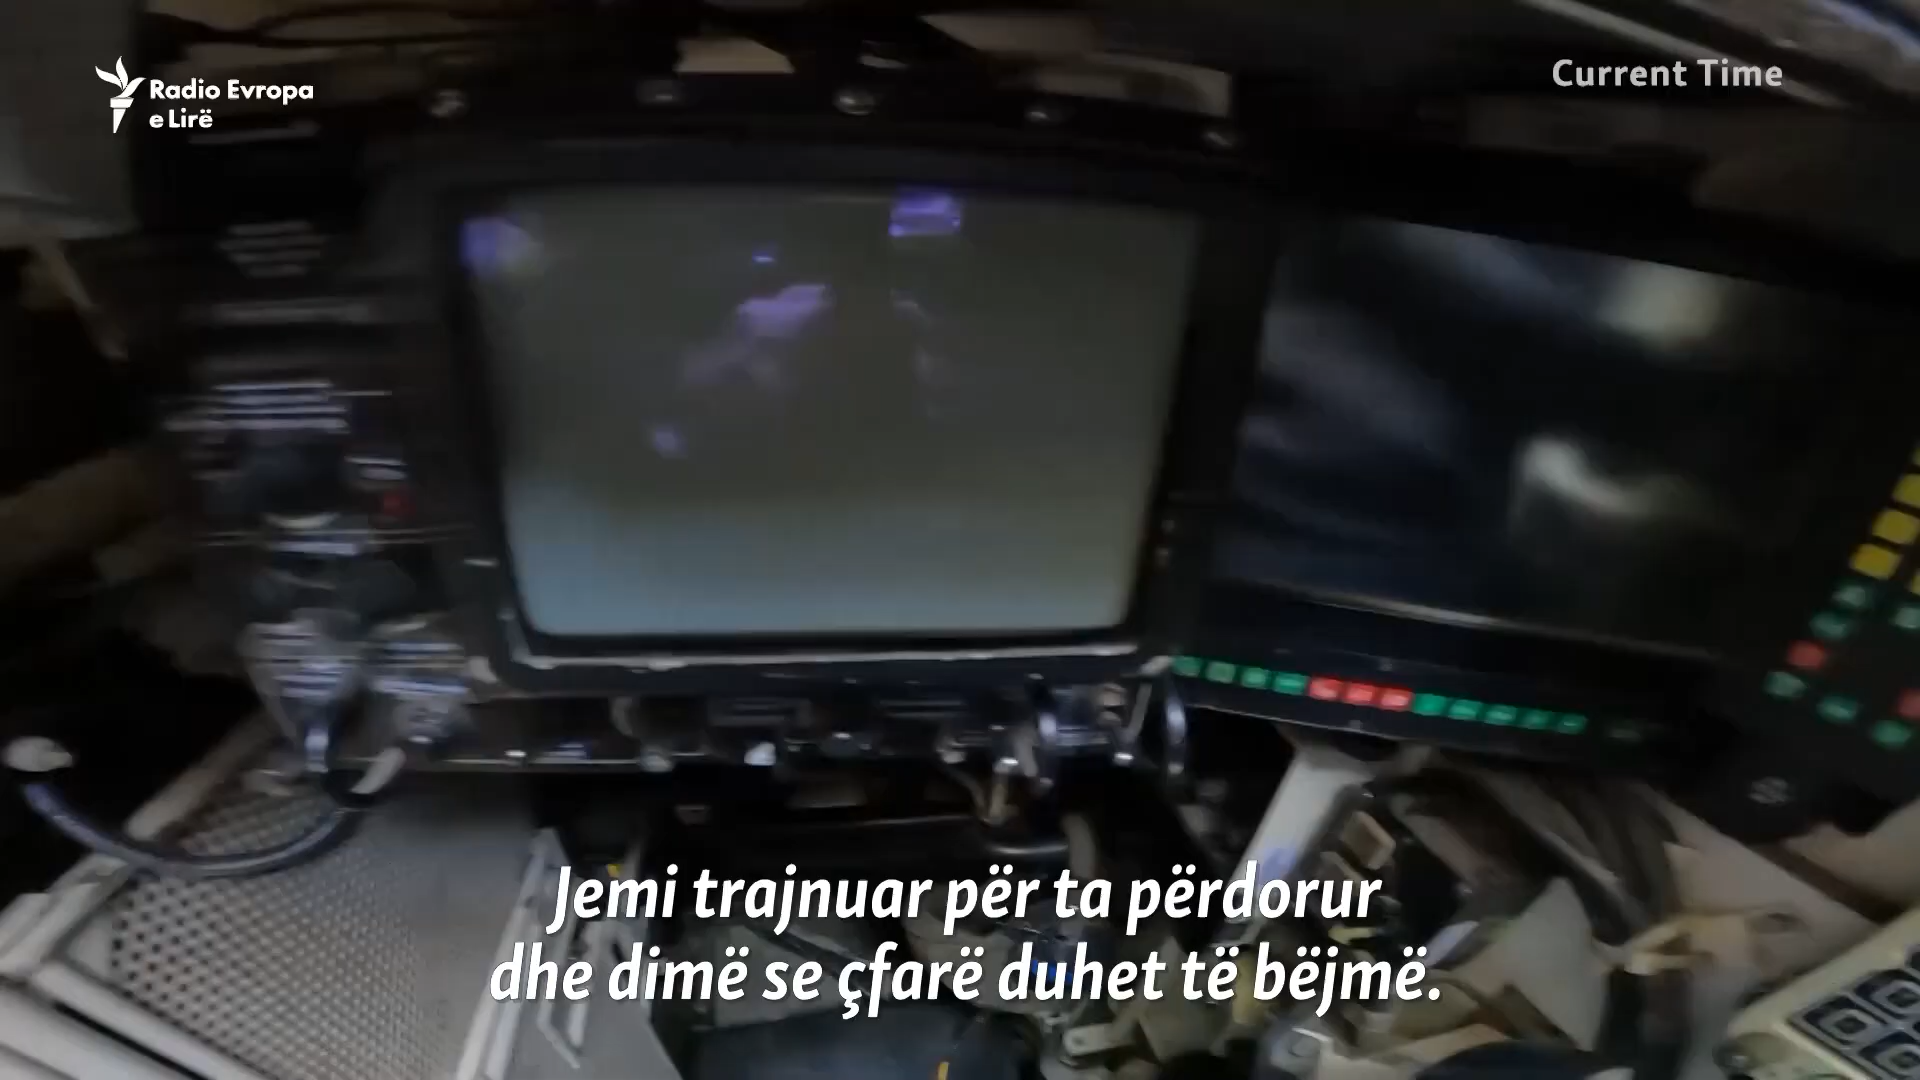 Radio Evropa
e Lirë
Current Time
Jemi trajnuar për ta përdorur
dhe dimë se çfarë duhet të bëjmë.